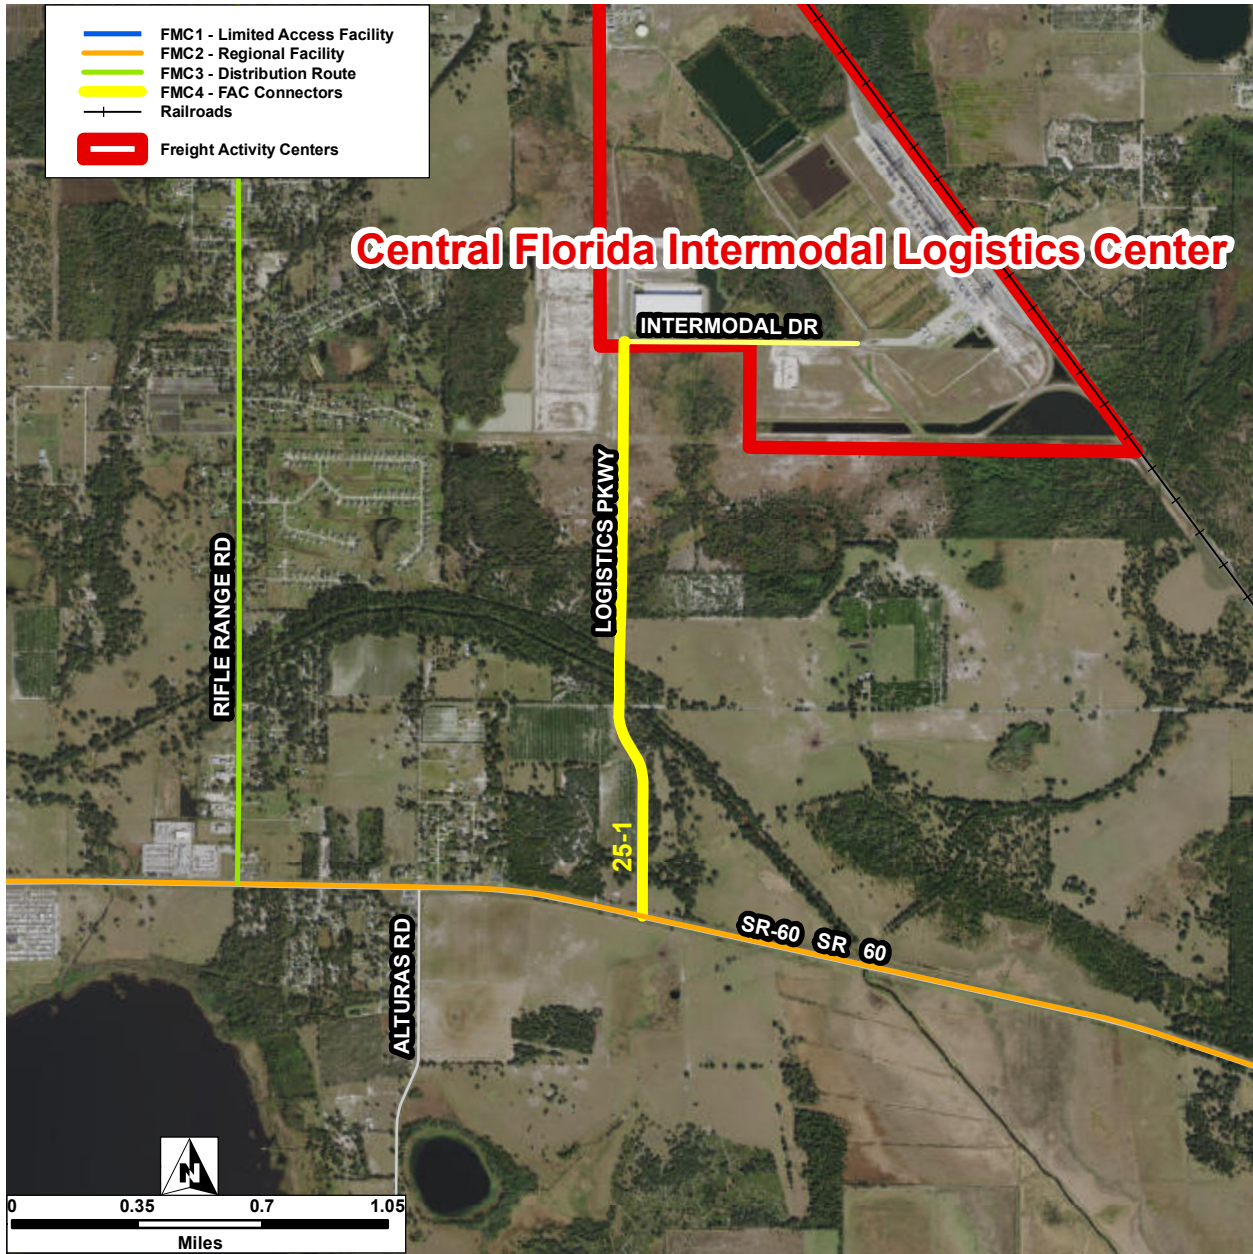 FMC1 - Limited Access Facility
FMC2 - Regional Facility
FMC3 - Distribution Route
FMC4 - FAC Connectors
Railroads
Freight Activity Centers
Central Florida Intermodal Logistics Center
INTERMODAL DR
LOGISTICS PKWY
RIFLE RANGE RD
25-1
SR-60 SR 60
ALTURAS RD
N
0 0.35 0.7 1.05
Miles